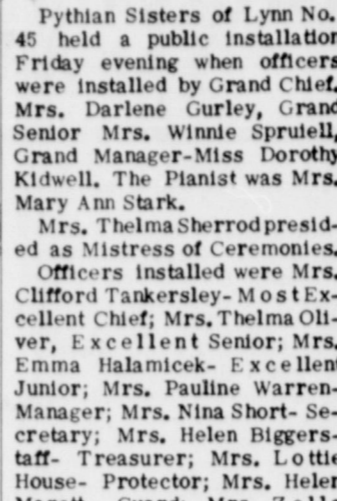 Pythian Sisters of Lynn No.
45 held a public installation
Friday evening when officers
were installed by Grand Chief,
Mrs. Darlene Gurley, Grand
Senior Mrs. Winnie Spruiell,
Grand Manager-Miss Dorothy
Kidwell. The Pianist was Mrs.
Mary Ann Stark.
Mrs. Thelma Sherrod presid-
ed as Mistress of Ceremonies.
Officers installed were Mrs.
Clifford Tankersley- Most Ex-
cellent Chief; Mrs. Thelma Oli-
ver, Excellent Senior; Mrs.
Emma Halamicek- Excellent
Junior; Mrs. Pauline Warren-
Manager; Mrs. Nina Short- Se-
cretary; Mrs. Helen Biggers-
taff- Treasurer; Mrs. Lottie
House- Protector; Mrs. Helen